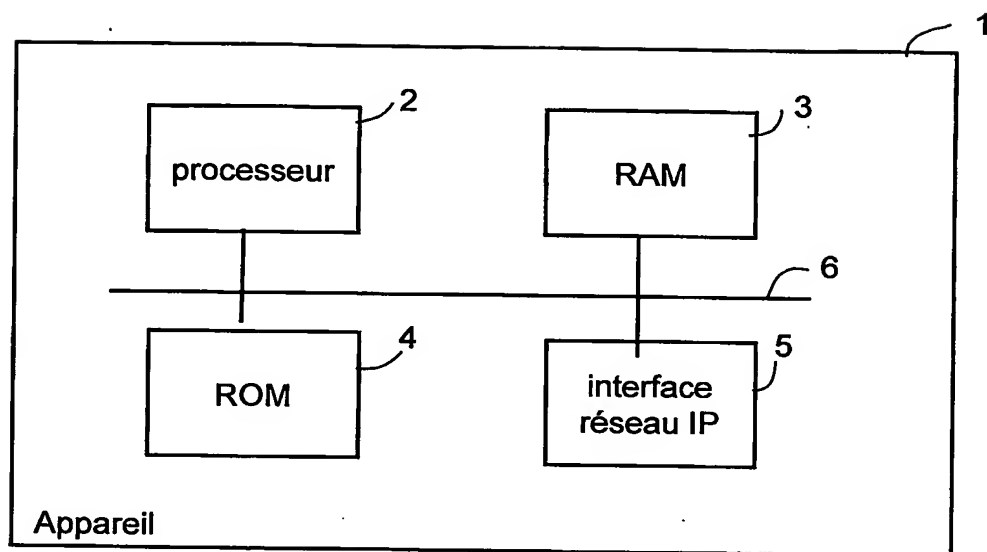 1
2
3
processeur
RAM
6
4
5
ROM
interface
réseau IP
Appareil